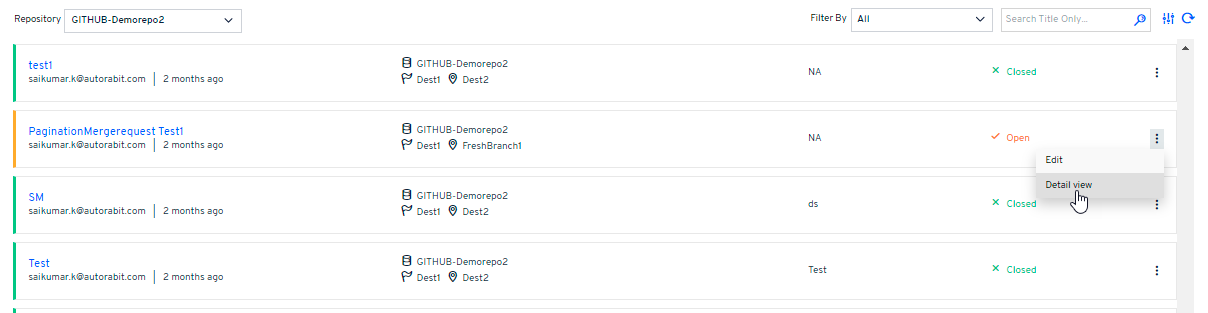 Repository GITHUB-Demorepo2 Filter By All Search Title Only...
test1 GITHUB-Demorepo2
saikumar.k@autorabit.com | 2 months ago Dest1 Dest2 NA Closed
PaginationMergerequest Test1 GITHUB-Demorepo2
saikumar.k@autorabit.com | 2 months ago Dest1 FreshBranch1 NA Open
Edit
Detail view
SM GITHUB-Demorepo2
saikumar.k@autorabit.com | 2 months ago Dest1 Dest2 ds Closed
Test GITHUB-Demorepo2
saikumar.k@autorabit.com | 2 months ago Dest1 Dest2 Test Closed